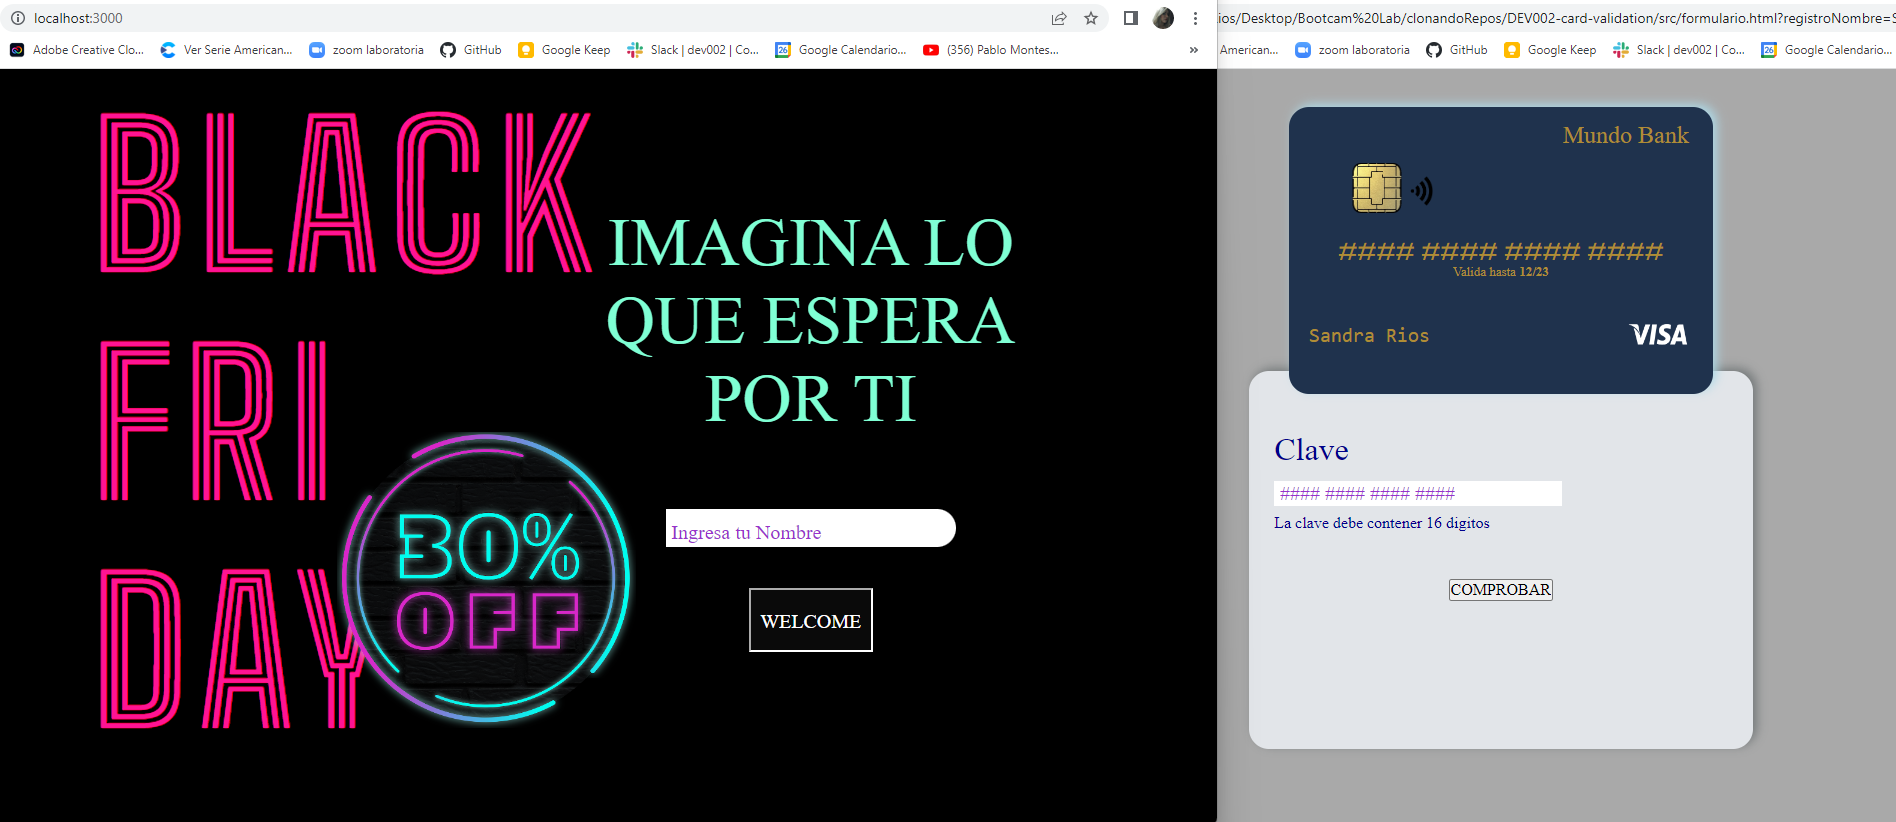 localhost:3000
Adobe Creative Clo...
Ver Serie American...
zoom laboratoria
GitHub
Google Keep
Slack | dev002 | Co...
26
Google Calendario...
(356) Pablo Montes...
»
BLACK
FRI
DAY
30%
OFF
IMAGINA LO
QUE ESPERA
POR TI
Ingresa tu Nombre
WELCOME
ios/Desktop/Bootcam%20Lab/clonandoRepos/DEV002-card-validation/src/formulario.html?registroNombre=S
American...
zoom laboratoria
GitHub
Google Keep
Slack | dev002 | Co...
26
Google Calendario...
Mundo Bank
#### #### #### ####
Valida hasta 12/23
Sandra Rios
VISA
Clave
#### #### #### ####
La clave debe contener 16 digitos
COMPROBAR